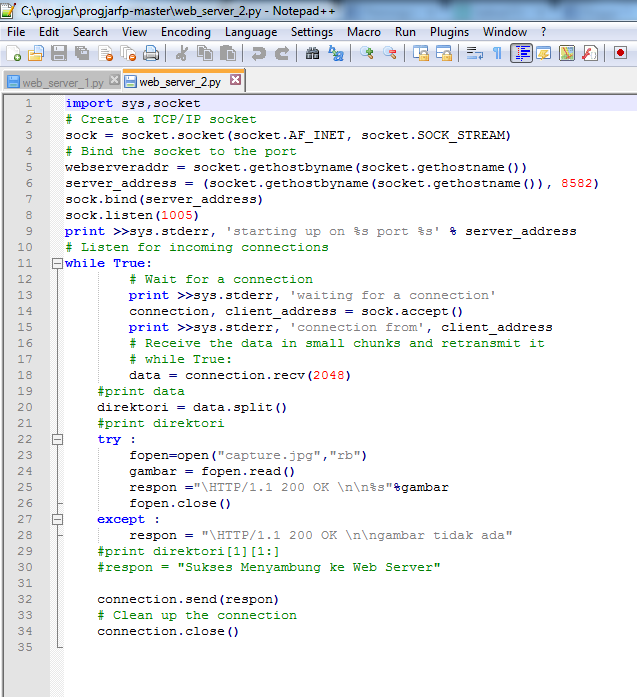 C:\progjar\progjarfp-master\web_server_2.py - Notepad++
File Edit Search View Encoding Language Settings Macro Run Plugins Window ?
web_server_1.py web_server_2.py
1 import sys,socket
2 # Create a TCP/IP socket
3 sock = socket.socket(socket.AF_INET, socket.SOCK_STREAM)
4 # Bind the socket to the port
5 webserveraddr = socket.gethostbyname(socket.gethostname())
6 server_address = (socket.gethostbyname(socket.gethostname()), 8582)
7 sock.bind(server_address)
8 sock.listen(1005)
9 print >>sys.stderr, 'starting up on %s port %s' % server_address
10 # Listen for incoming connections
11 while True:
12 # Wait for a connection
13 print >>sys.stderr, 'waiting for a connection'
14 connection, client_address = sock.accept()
15 print >>sys.stderr, 'connection from', client_address
16 # Receive the data in small chunks and retransmit it
17 # while True:
18 data = connection.recv(2048)
19 #print data
20 direktori = data.split()
21 #print direktori
22 try :
23 fopen=open("capture.jpg","rb")
24 gambar = fopen.read()
25 respon ="\HTTP/1.1 200 OK \n\n%s"%gambar
26 fopen.close()
27 except :
28 respon = "\HTTP/1.1 200 OK \n\ngambar tidak ada"
29 #print direktori[1][1:]
30 #respon = "Sukses Menyambung ke Web Server"
31
32 connection.send(respon)
33 # Clean up the connection
34 connection.close()
35